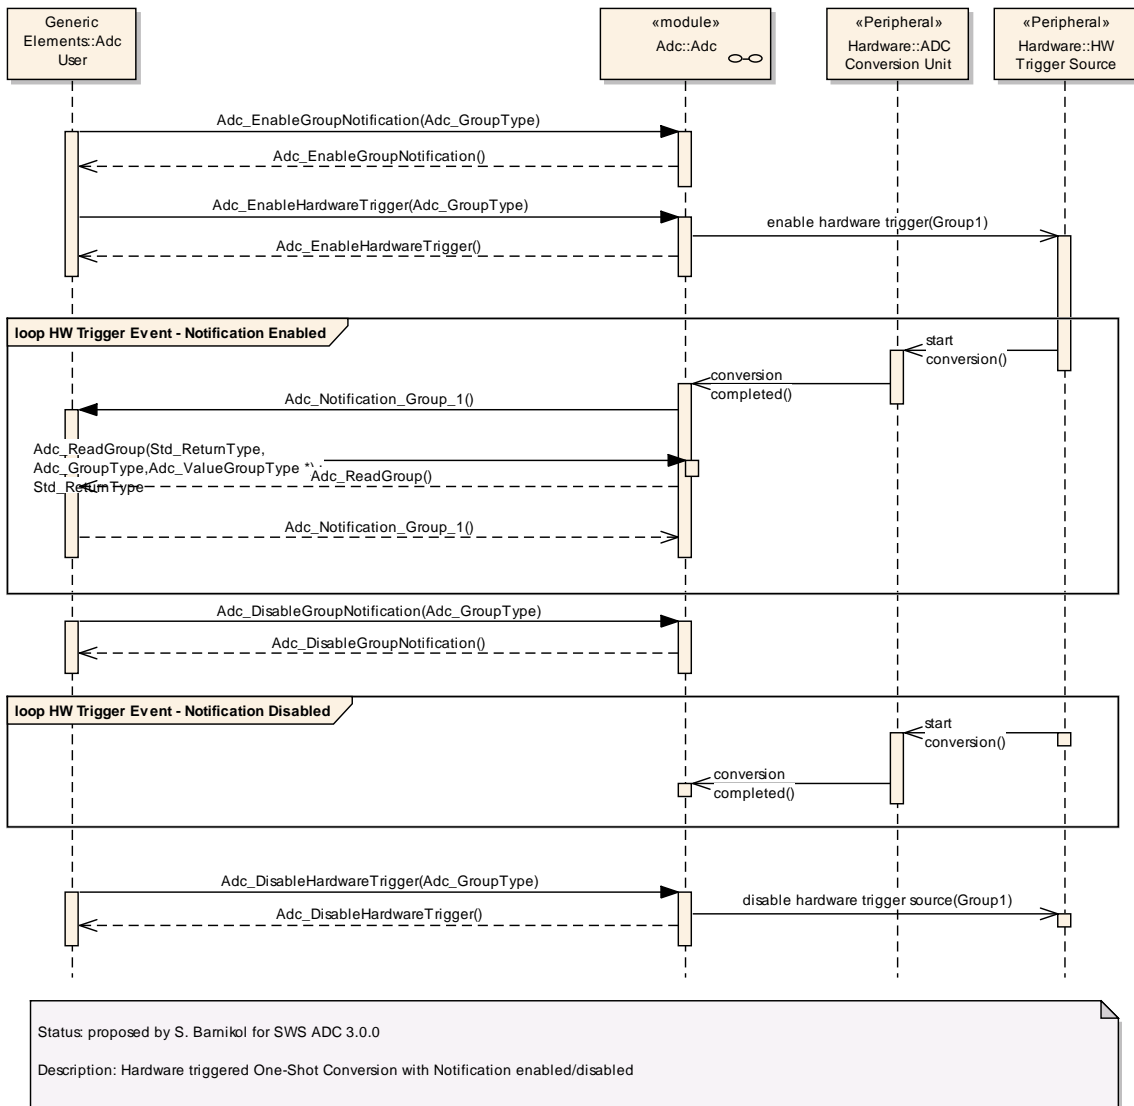 Generic
Elements::Adc
User
«module»
Adc::Adc
«Peripheral»
Hardware::ADC
Conversion Unit
«Peripheral»
Hardware::HW
Trigger Source
Adc_EnableGroupNotification(Adc_GroupType)
Adc_EnableGroupNotification()
Adc_EnableHardwareTrigger(Adc_GroupType)
enable hardware trigger(Group1)
Adc_EnableHardwareTrigger()
loop HW Trigger Event - Notification Enabled
start
conversion()
conversion
completed()
Adc_Notification_Group_1()
Adc_ReadGroup(Std_ReturnType,
Adc_GroupType,Adc_ValueGroupType
Std_ReturnType
Adc_ReadGroup()
Adc_Notification_Group_1()
Adc_DisableGroupNotification(Adc_GroupType)
Adc_DisableGroupNotification()
loop HW Trigger Event - Notification Disabled
start
conversion()
conversion
completed()
Adc_DisableHardwareTrigger(Adc_GroupType)
disable hardware trigger source(Group1)
Adc_DisableHardwareTrigger()
Status: proposed by S. Barnikol for SWS ADC 3.0.0
Description: Hardware triggered One-Shot Conversion with Notification enabled/disabled